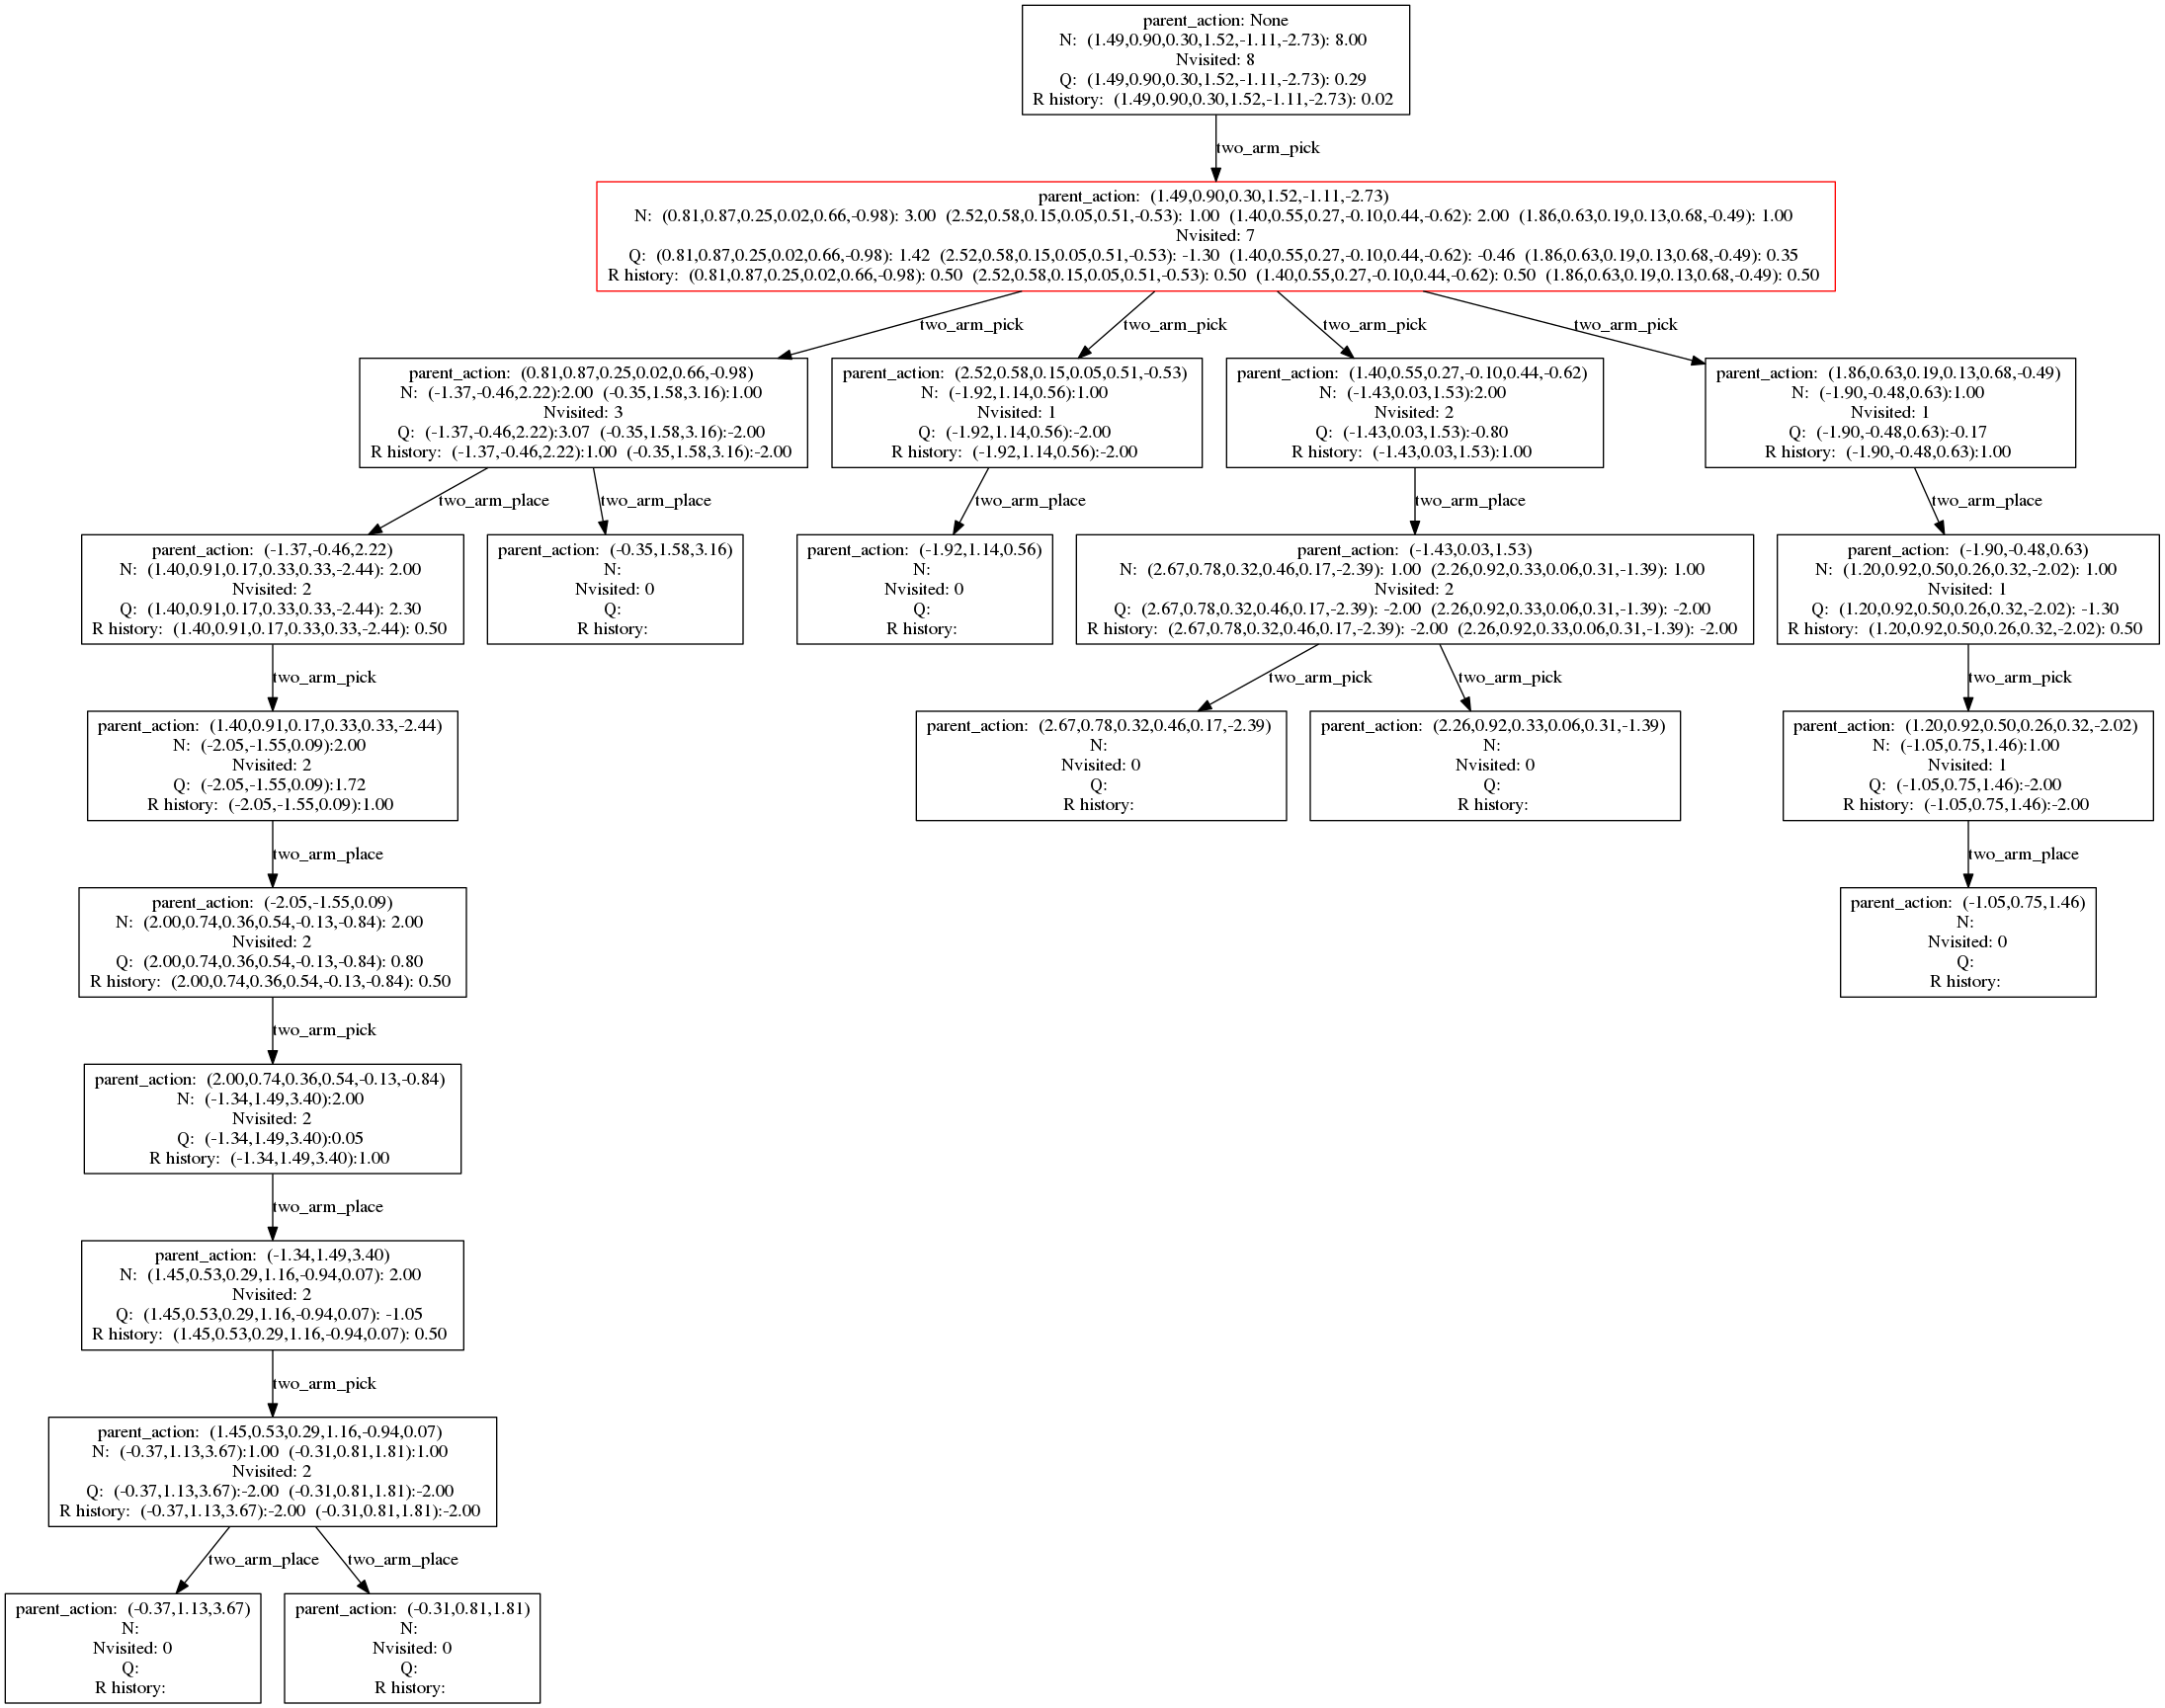 parent_action: None
N: (1.49,0.90,0.30,1.52,-1.11,-2.73): 8.00
Nvisited: 8
Q: (1.49,0.90,0.30,1.52,-1.11,-2.73): 0.29
R history: (1.49,0.90,0.30,1.52,-1.11,-2.73): 0.02
two_arm_pick
parent_action: (1.49,0.90,0.30,1.52,-1.11,-2.73)
N: (0.81,0.87,0.25,0.02,0.66,-0.98): 3.00 (2.52,0.58,0.15,0.05,0.51,-0.53): 1.00 (1.40,0.55,0.27,-0.10,0.44,-0.62): 2.00 (1.86,0.63,0.19,0.13,0.68,-0.49): 1.00
Nvisited: 7
Q: (0.81,0.87,0.25,0.02,0.66,-0.98): 1.42 (2.52,0.58,0.15,0.05,0.51,-0.53): -1.30 (1.40,0.55,0.27,-0.10,0.44,-0.62): -0.46 (1.86,0.63,0.19,0.13,0.68,-0.49): 0.35
R history: (0.81,0.87,0.25,0.02,0.66,-0.98): 0.50 (2.52,0.58,0.15,0.05,0.51,-0.53): 0.50 (1.40,0.55,0.27,-0.10,0.44,-0.62): 0.50 (1.86,0.63,0.19,0.13,0.68,-0.49): 0.50
two_arm_pick
two_arm_pick
two_arm_pick
two_arm_pick
parent_action: (0.81,0.87,0.25,0.02,0.66,-0.98)
N: (-1.37,-0.46,2.22):2.00 (-0.35,1.58,3.16):1.00
Nvisited: 3
Q: (-1.37,-0.46,2.22):3.07 (-0.35,1.58,3.16):-2.00
R history: (-1.37,-0.46,2.22):1.00 (-0.35,1.58,3.16):-2.00
parent_action: (2.52,0.58,0.15,0.05,0.51,-0.53)
N: (-1.92,1.14,0.56):1.00
Nvisited: 1
Q: (-1.92,1.14,0.56):-2.00
R history: (-1.92,1.14,0.56):-2.00
parent_action: (1.40,0.55,0.27,-0.10,0.44,-0.62)
N: (-1.43,0.03,1.53):2.00
Nvisited: 2
Q: (-1.43,0.03,1.53):-0.80
R history: (-1.43,0.03,1.53):1.00
parent_action: (1.86,0.63,0.19,0.13,0.68,-0.49)
N: (-1.90,-0.48,0.63):1.00
Nvisited: 1
Q: (-1.90,-0.48,0.63):-0.17
R history: (-1.90,-0.48,0.63):1.00
two_arm_place
two_arm_place
two_arm_place
two_arm_place
two_arm_place
parent_action: (-1.37,-0.46,2.22)
N: (1.40,0.91,0.17,0.33,0.33,-2.44): 2.00
Nvisited: 2
Q: (1.40,0.91,0.17,0.33,0.33,-2.44): 2.30
R history: (1.40,0.91,0.17,0.33,0.33,-2.44): 0.50
parent_action: (-0.35,1.58,3.16)
N:
Nvisited: 0
Q:
R history:
parent_action: (-1.92,1.14,0.56)
N:
Nvisited: 0
Q:
R history:
parent_action: (-1.43,0.03,1.53)
N: (2.67,0.78,0.32,0.46,0.17,-2.39): 1.00 (2.26,0.92,0.33,0.06,0.31,-1.39): 1.00
Nvisited: 2
Q: (2.67,0.78,0.32,0.46,0.17,-2.39): -2.00 (2.26,0.92,0.33,0.06,0.31,-1.39): -2.00
R history: (2.67,0.78,0.32,0.46,0.17,-2.39): -2.00 (2.26,0.92,0.33,0.06,0.31,-1.39): -2.00
parent_action: (-1.90,-0.48,0.63)
N: (1.20,0.92,0.50,0.26,0.32,-2.02): 1.00
Nvisited: 1
Q: (1.20,0.92,0.50,0.26,0.32,-2.02): -1.30
R history: (1.20,0.92,0.50,0.26,0.32,-2.02): 0.50
two_arm_pick
two_arm_pick
two_arm_pick
two_arm_pick
parent_action: (1.40,0.91,0.17,0.33,0.33,-2.44)
N: (-2.05,-1.55,0.09):2.00
Nvisited: 2
Q: (-2.05,-1.55,0.09):1.72
R history: (-2.05,-1.55,0.09):1.00
parent_action: (2.67,0.78,0.32,0.46,0.17,-2.39)
N:
Nvisited: 0
Q:
R history:
parent_action: (2.26,0.92,0.33,0.06,0.31,-1.39)
N:
Nvisited: 0
Q:
R history:
parent_action: (1.20,0.92,0.50,0.26,0.32,-2.02)
N: (-1.05,0.75,1.46):1.00
Nvisited: 1
Q: (-1.05,0.75,1.46):-2.00
R history: (-1.05,0.75,1.46):-2.00
two_arm_place
two_arm_place
parent_action: (-2.05,-1.55,0.09)
N: (2.00,0.74,0.36,0.54,-0.13,-0.84): 2.00
Nvisited: 2
Q: (2.00,0.74,0.36,0.54,-0.13,-0.84): 0.80
R history: (2.00,0.74,0.36,0.54,-0.13,-0.84): 0.50
parent_action: (-1.05,0.75,1.46)
N:
Nvisited: 0
Q:
R history:
two_arm_pick
parent_action: (2.00,0.74,0.36,0.54,-0.13,-0.84)
N: (-1.34,1.49,3.40):2.00
Nvisited: 2
Q: (-1.34,1.49,3.40):0.05
R history: (-1.34,1.49,3.40):1.00
two_arm_place
parent_action: (-1.34,1.49,3.40)
N: (1.45,0.53,0.29,1.16,-0.94,0.07): 2.00
Nvisited: 2
Q: (1.45,0.53,0.29,1.16,-0.94,0.07): -1.05
R history: (1.45,0.53,0.29,1.16,-0.94,0.07): 0.50
two_arm_pick
parent_action: (1.45,0.53,0.29,1.16,-0.94,0.07)
N: (-0.37,1.13,3.67):1.00 (-0.31,0.81,1.81):1.00
Nvisited: 2
Q: (-0.37,1.13,3.67):-2.00 (-0.31,0.81,1.81):-2.00
R history: (-0.37,1.13,3.67):-2.00 (-0.31,0.81,1.81):-2.00
two_arm_place
two_arm_place
parent_action: (-0.37,1.13,3.67)
N:
Nvisited: 0
Q:
R history:
parent_action: (-0.31,0.81,1.81)
N:
Nvisited: 0
Q:
R history: